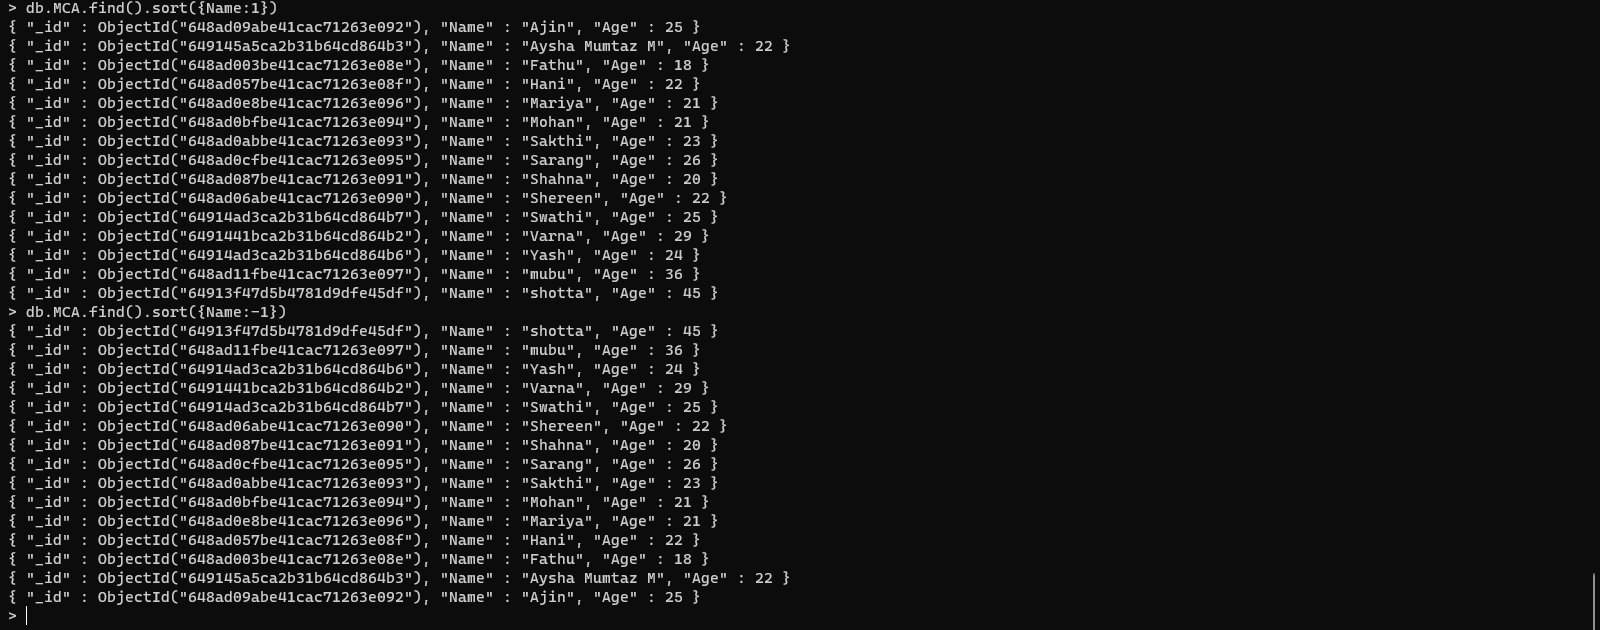 > db.MCA.find().sort({Name:1})
{ "_id" : ObjectId("648ad09abe41cac71263e092"), "Name" : "Ajin", "Age" : 25 }
{ "_id" : ObjectId("649145a5ca2b31b64cd864b3"), "Name" : "Aysha Mumtaz M", "Age" : 22 }
{ "_id" : ObjectId("648ad003be41cac71263e08e"), "Name" : "Fathu", "Age" : 18 }
{ "_id" : ObjectId("648ad057be41cac71263e08f"), "Name" : "Hani", "Age" : 22 }
{ "_id" : ObjectId("648ad0e8be41cac71263e096"), "Name" : "Mariya", "Age" : 21 }
{ "_id" : ObjectId("648ad0bfbe41cac71263e094"), "Name" : "Mohan", "Age" : 21 }
{ "_id" : ObjectId("648ad0abbe41cac71263e093"), "Name" : "Sakthi", "Age" : 23 }
{ "_id" : ObjectId("648ad0cfbe41cac71263e095"), "Name" : "Sarang", "Age" : 26 }
{ "_id" : ObjectId("648ad087be41cac71263e091"), "Name" : "Shahna", "Age" : 20 }
{ "_id" : ObjectId("648ad06abe41cac71263e090"), "Name" : "Shereen", "Age" : 22 }
{ "_id" : ObjectId("64914ad3ca2b31b64cd864b7"), "Name" : "Swathi", "Age" : 25 }
{ "_id" : ObjectId("6491441bca2b31b64cd864b2"), "Name" : "Varna", "Age" : 29 }
{ "_id" : ObjectId("64914ad3ca2b31b64cd864b6"), "Name" : "Yash", "Age" : 24 }
{ "_id" : ObjectId("648ad11fbe41cac71263e097"), "Name" : "mubu", "Age" : 36 }
{ "_id" : ObjectId("64913f47d5b4781d9dfe45df"), "Name" : "shotta", "Age" : 45 }
> db.MCA.find().sort({Name:-1})
{ "_id" : ObjectId("64913f47d5b4781d9dfe45df"), "Name" : "shotta", "Age" : 45 }
{ "_id" : ObjectId("648ad11fbe41cac71263e097"), "Name" : "mubu", "Age" : 36 }
{ "_id" : ObjectId("64914ad3ca2b31b64cd864b6"), "Name" : "Yash", "Age" : 24 }
{ "_id" : ObjectId("6491441bca2b31b64cd864b2"), "Name" : "Varna", "Age" : 29 }
{ "_id" : ObjectId("64914ad3ca2b31b64cd864b7"), "Name" : "Swathi", "Age" : 25 }
{ "_id" : ObjectId("648ad06abe41cac71263e090"), "Name" : "Shereen", "Age" : 22 }
{ "_id" : ObjectId("648ad087be41cac71263e091"), "Name" : "Shahna", "Age" : 20 }
{ "_id" : ObjectId("648ad0cfbe41cac71263e095"), "Name" : "Sarang", "Age" : 26 }
{ "_id" : ObjectId("648ad0abbe41cac71263e093"), "Name" : "Sakthi", "Age" : 23 }
{ "_id" : ObjectId("648ad0bfbe41cac71263e094"), "Name" : "Mohan", "Age" : 21 }
{ "_id" : ObjectId("648ad0e8be41cac71263e096"), "Name" : "Mariya", "Age" : 21 }
{ "_id" : ObjectId("648ad057be41cac71263e08f"), "Name" : "Hani", "Age" : 22 }
{ "_id" : ObjectId("648ad003be41cac71263e08e"), "Name" : "Fathu", "Age" : 18 }
{ "_id" : ObjectId("649145a5ca2b31b64cd864b3"), "Name" : "Aysha Mumtaz M", "Age" : 22 }
{ "_id" : ObjectId("648ad09abe41cac71263e092"), "Name" : "Ajin", "Age" : 25 }
>